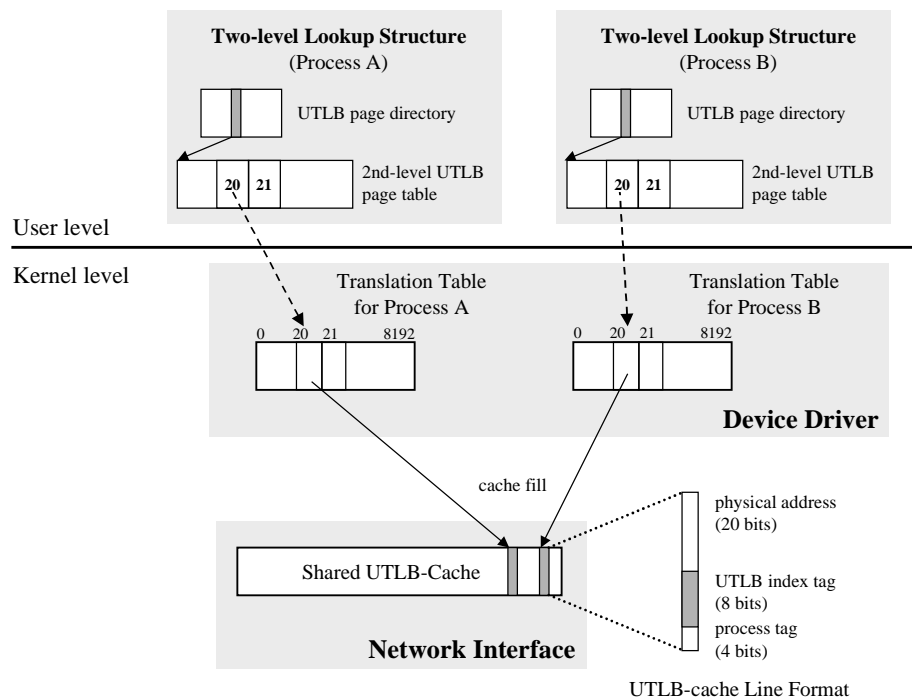 Two-level Lookup Structure
(Process A)
UTLB page directory
20 21
2nd-level UTLB
page table
Two-level Lookup Structure
(Process B)
UTLB page directory
20 21
2nd-level UTLB
page table
User level
Kernel level
Translation Table
for Process A
0 20 21 8192
Translation Table
for Process B
0 20 21 8192
Device Driver
cache fill
Shared UTLB-Cache
Network Interface
physical address
(20 bits)
UTLB index tag
(8 bits)
process tag
(4 bits)
UTLB-cache Line Format